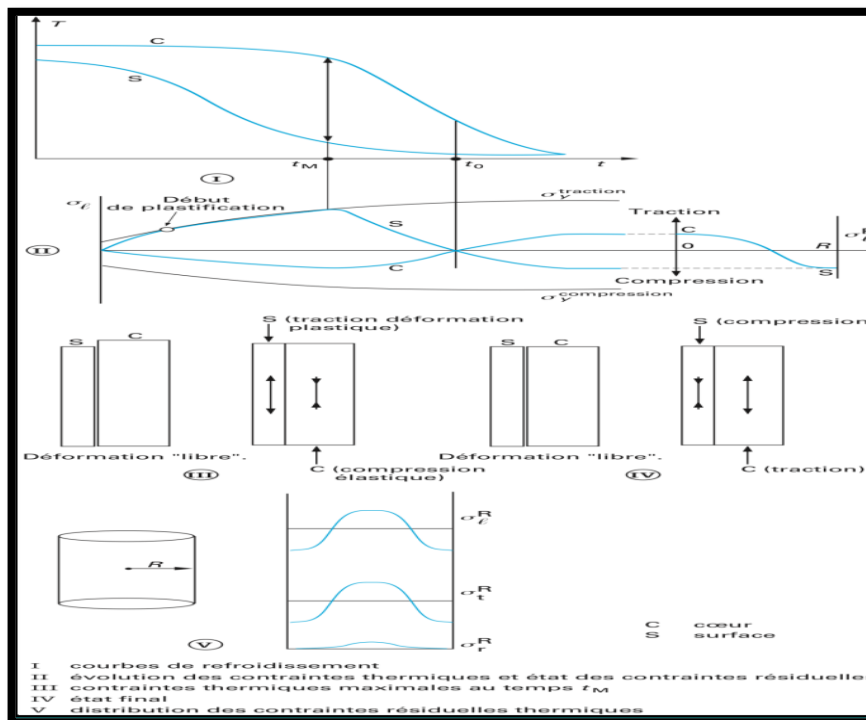 T
C
S
t_M t_0 t
I
Début
de plastification
σ_ℓ
σ_y^traction
Traction
S
C
C
0 R σ_ℓ^R
S
II
Compression
σ_y^compression
S (traction déformation
plastique)
S C
Déformation "libre".
C (compression
élastique)
III
S (compression
S C
Déformation "libre".
C (traction)
IV
R
σ_ℓ^R
σ_t^R
σ_r^R
V
C cœur
S surface
I courbes de refroidissement
II évolution des contraintes thermiques et état des contraintes résiduelles
III contraintes thermiques maximales au temps t_M
IV état final
V distribution des contraintes résiduelles thermiques